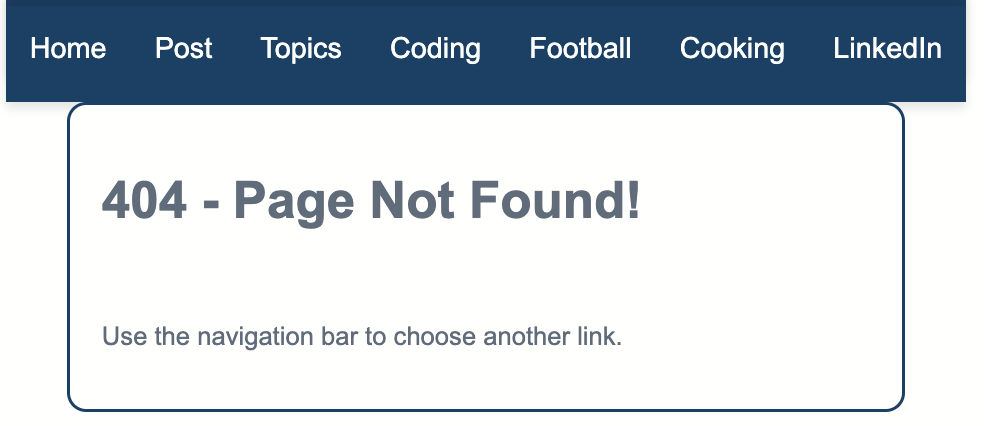 Home Post Topics Coding Football Cooking LinkedIn
404 - Page Not Found!
Use the navigation bar to choose another link.